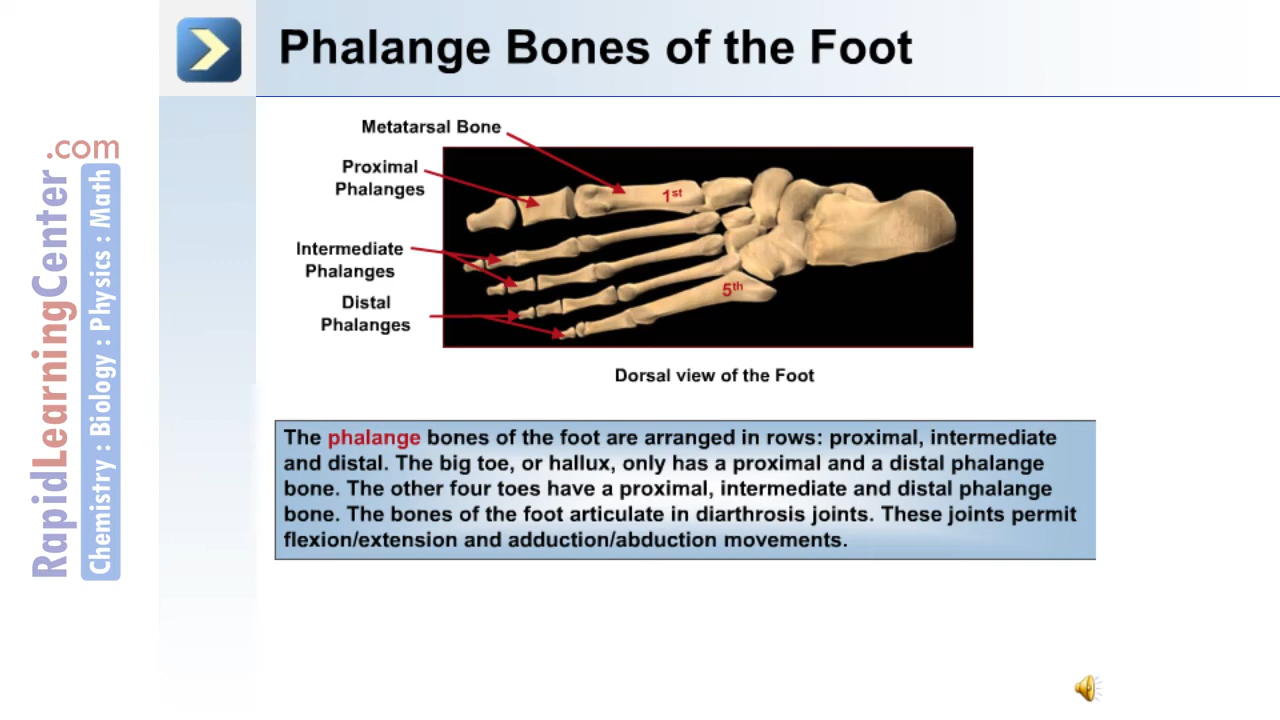 Phalange Bones of the Foot
Metatarsal Bone
Proximal
Phalanges
1st
Intermediate
Phalanges
5th
Distal
Phalanges
Dorsal view of the Foot
The phalange bones of the foot are arranged in rows: proximal, intermediate
and distal. The big toe, or hallux, only has a proximal and a distal phalange
bone. The other four toes have a proximal, intermediate and distal phalange
bone. The bones of the foot articulate in diarthrosis joints. These joints permit
flexion/extension and adduction/abduction movements.
RapidLearningCenter.com
Chemistry : Biology : Physics : Math